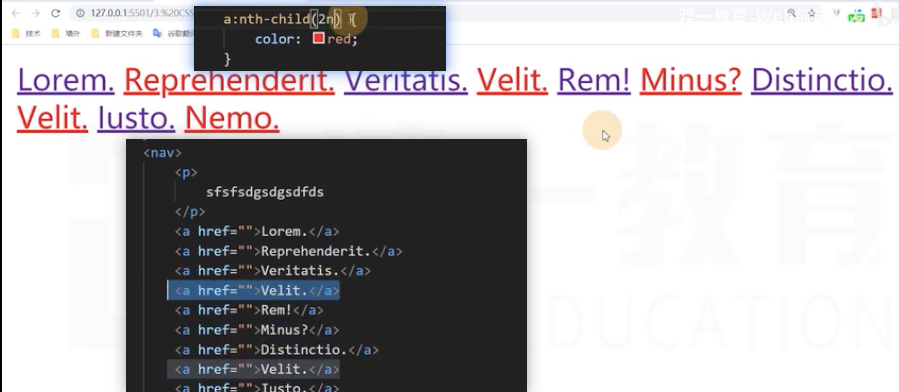 127.0.0.1:5501/3.%20CSS
技术
墙外
新建文件夹
谷歌翻译
a:nth-child(2n) {
color: red;
}
Lorem. Reprehenderit. Veritatis. Velit. Rem! Minus? Distinctio.
Velit. Iusto. Nemo.
<nav>
<p>
sfsfsdgsdgsdfds
</p>
<a href="">Lorem.</a>
<a href="">Reprehenderit.</a>
<a href="">Veritatis.</a>
<a href="">Velit.</a>
<a href="">Rem!</a>
<a href="">Minus?</a>
<a href="">Distinctio.</a>
<a href="">Velit.</a>
<a href="">Iusto.</a>
一教育
EDUCATION